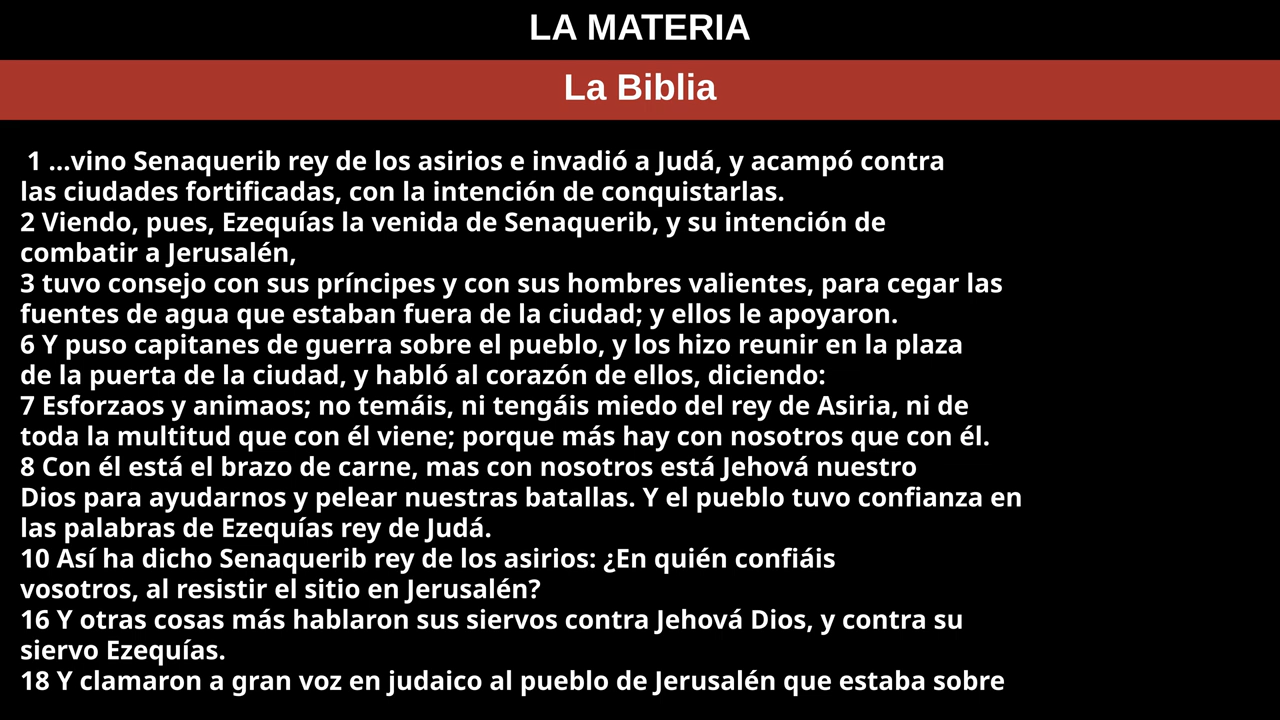 LA MATERIA
La Biblia
1 ...vino Senaquerib rey de los asirios e invadió a Judá, y acampó contra
las ciudades fortificadas, con la intención de conquistarlas.
2 Viendo, pues, Ezequías la venida de Senaquerib, y su intención de
combatir a Jerusalén,
3 tuvo consejo con sus príncipes y con sus hombres valientes, para cegar las
fuentes de agua que estaban fuera de la ciudad; y ellos le apoyaron.
6 Y puso capitanes de guerra sobre el pueblo, y los hizo reunir en la plaza
de la puerta de la ciudad, y habló al corazón de ellos, diciendo:
7 Esforzaos y animaos; no temáis, ni tengáis miedo del rey de Asiria, ni de
toda la multitud que con él viene; porque más hay con nosotros que con él.
8 Con él está el brazo de carne, mas con nosotros está Jehová nuestro
Dios para ayudarnos y pelear nuestras batallas. Y el pueblo tuvo confianza en
las palabras de Ezequías rey de Judá.
10 Así ha dicho Senaquerib rey de los asirios: ¿En quién confiáis
vosotros, al resistir el sitio en Jerusalén?
16 Y otras cosas más hablaron sus siervos contra Jehová Dios, y contra su
siervo Ezequías.
18 Y clamaron a gran voz en judaico al pueblo de Jerusalén que estaba sobre